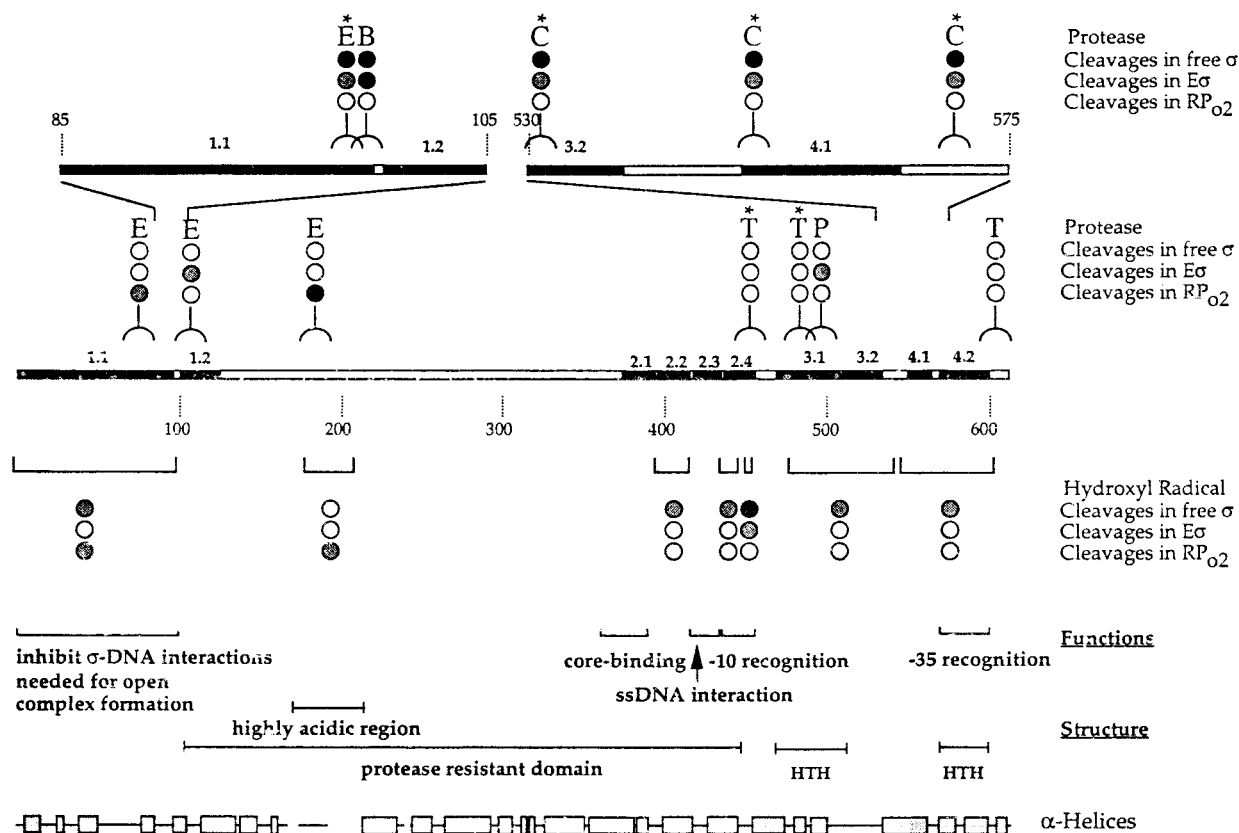 * * * *
E B C C C Protease
Cleavages in free σ
Cleavages in Eσ
Cleavages in RPo2
85 1.1 1.2 105 530 3.2 4.1 575
* *
E E E T T P T Protease
Cleavages in free σ
Cleavages in Eσ
Cleavages in RPo2
1.1 1.2 2.1 2.2 2.3 2.4 3.1 3.2 4.1 4.2
100 200 300 400 500 600
Hydroxyl Radical
Cleavages in free σ
Cleavages in Eσ
Cleavages in RPo2
Functions
inhibit σ-DNA interactions
needed for open
complex formation
core-binding -10 recognition -35 recognition
ssDNA interaction
highly acidic region
Structure
protease resistant domain HTH HTH
α-Helices